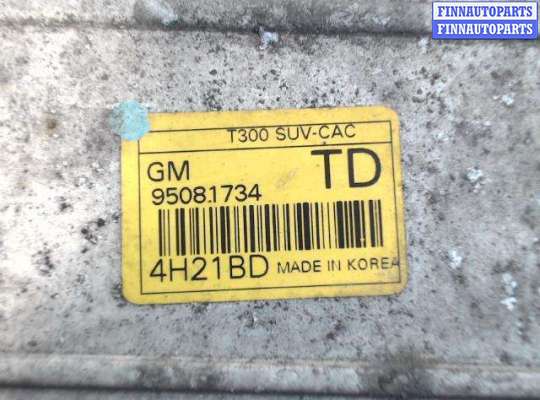 FINNAUTOPARTS
FINNAUTOPARTS
T300 SUV-CAC
GM
TD
95081734
4H21BD MADE IN KOREA